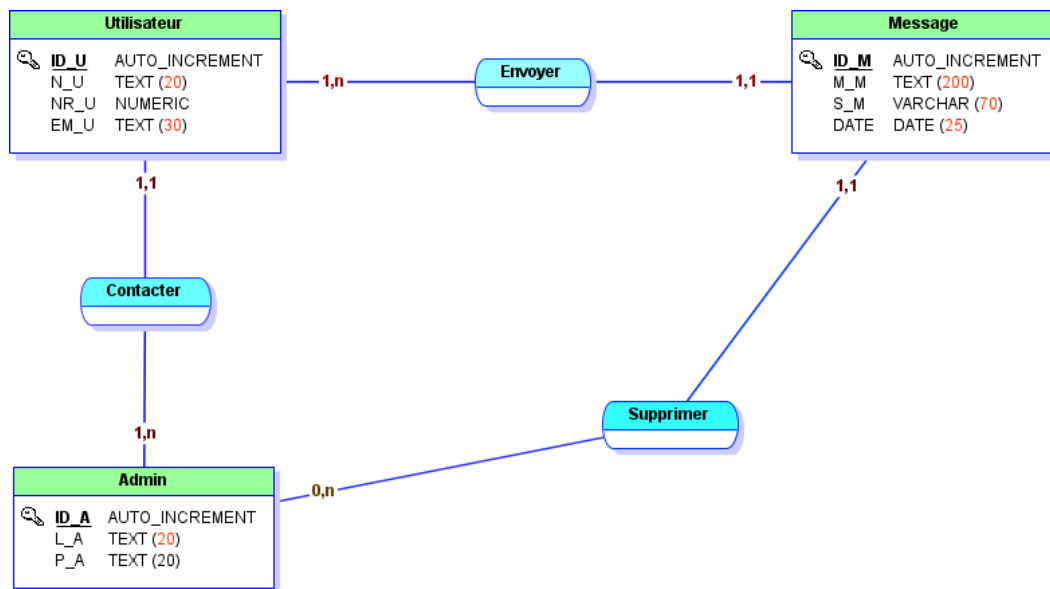 Utilisateur
ID_U AUTO_INCREMENT
N_U TEXT (20)
NR_U NUMERIC
EM_U TEXT (30)
1,n
Envoyer
1,1
Message
ID_M AUTO_INCREMENT
M_M TEXT (200)
S_M VARCHAR (70)
DATE DATE (25)
1,1
1,1
Contacter
1,n
Supprimer
0,n
Admin
ID_A AUTO_INCREMENT
L_A TEXT (20)
P_A TEXT (20)